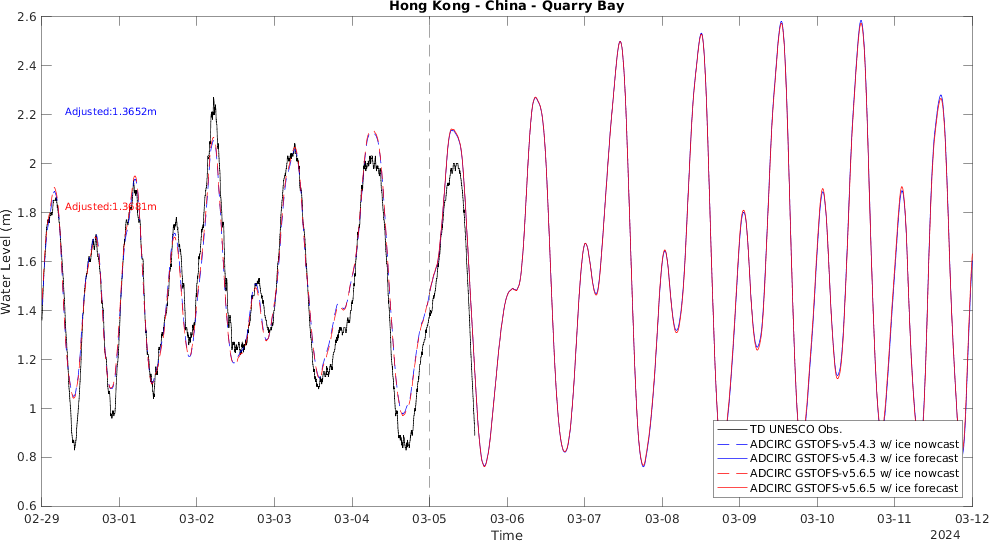 Hong Kong - China - Quarry Bay
2.6
2.4
2.2
2
1.8
1.6
1.4
1.2
1
0.8
0.6
Water Level (m)
Adjusted:1.3652m
Adjusted:1.3681m
TD UNESCO Obs.
ADCIRC GSTOFS-v5.4.3 w/ ice nowcast
ADCIRC GSTOFS-v5.4.3 w/ ice forecast
ADCIRC GSTOFS-v5.6.5 w/ ice nowcast
ADCIRC GSTOFS-v5.6.5 w/ ice forecast
02-29 03-01 03-02 03-03 03-04 03-05 03-06 03-07 03-08 03-09 03-10 03-11 03-12
Time
2024